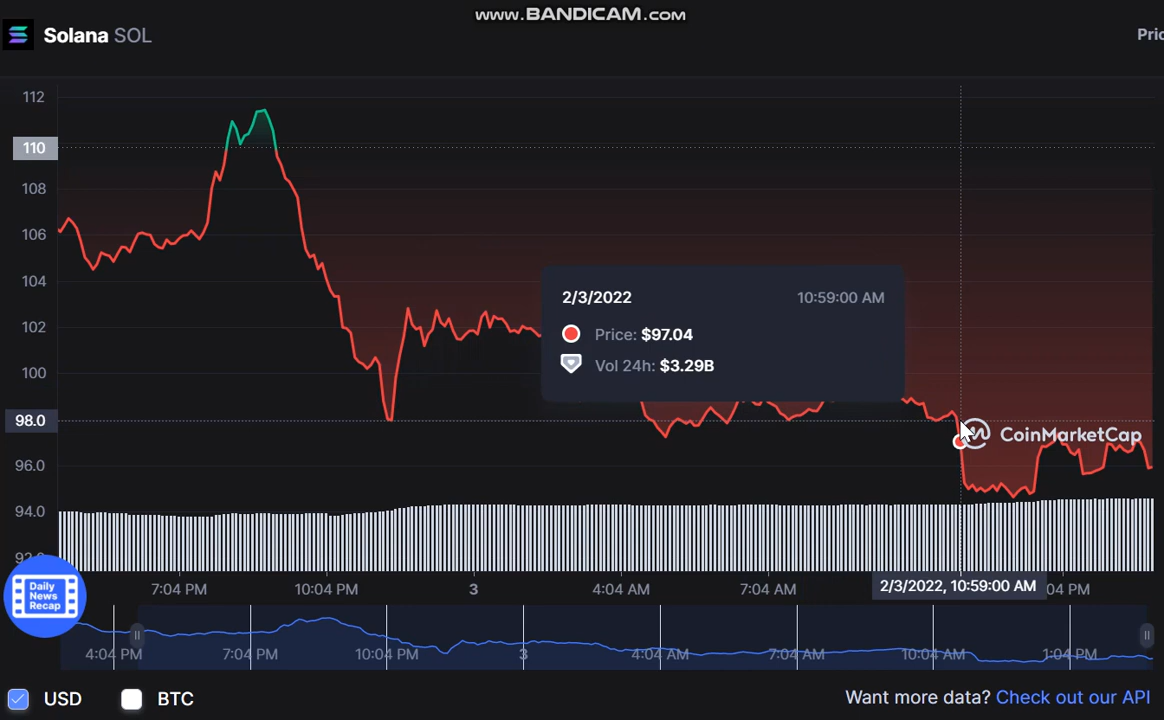 www.BANDICAM.com
Solana SOL
Pric
112
110
108
106
104
102
100
98.0
96.0
94.0
2/3/2022 10:59:00 AM
Price: $97.04
Vol 24h: $3.29B
CoinMarketCap
7:04 PM 10:04 PM 3 4:04 AM 7:04 AM 2/3/2022, 10:59:00 AM :04 PM
Daily
News
Recap
4:04 PM 7:04 PM 10:04 PM 3 4:04 AM 7:04 AM 10:04 AM 1:04 PM
USD BTC
Want more data? Check out our API